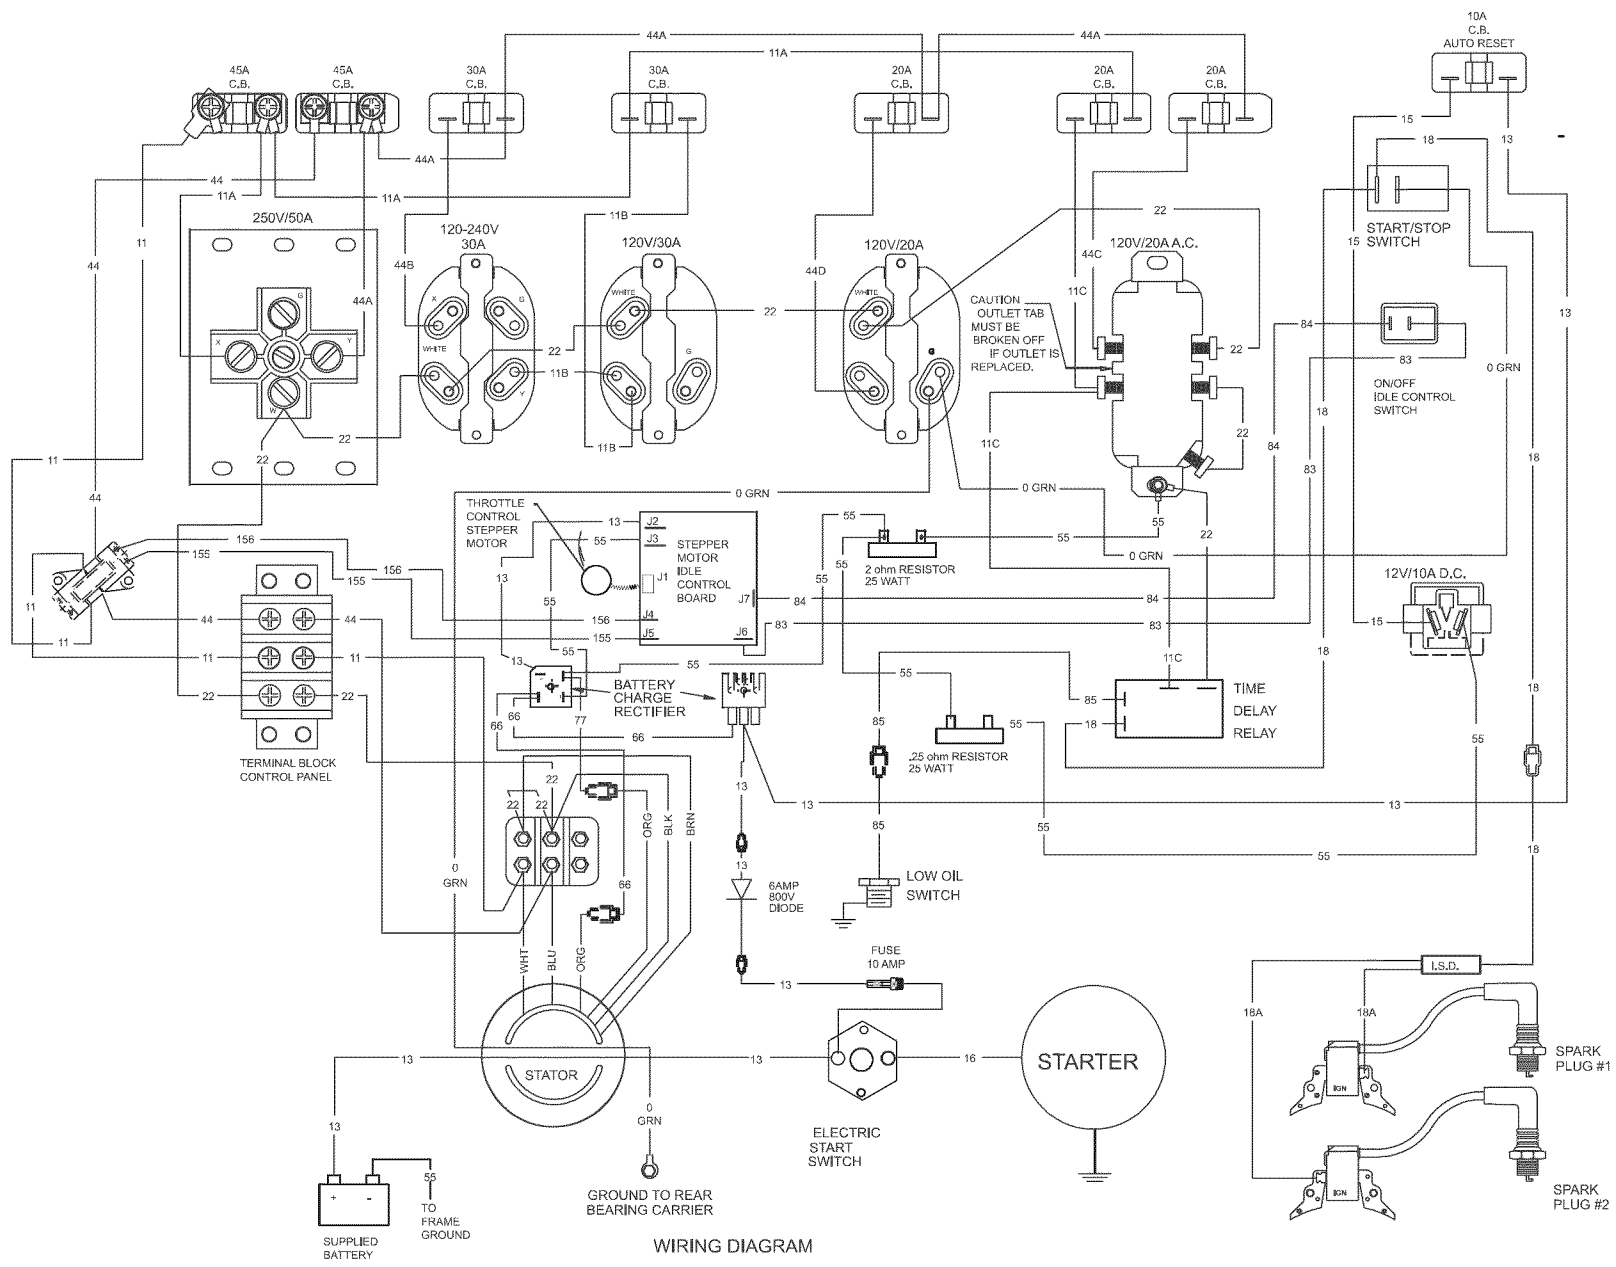 10A
C.B.
AUTO RESET
44A
44A
11A
45A
C.B.
45A
C.B.
30A
C.B.
30A
C.B.
20A
C.B.
20A
C.B.
20A
C.B.
15
18
13
44
44A
11A
11A
11B
22
250V/50A
120-240V
30A
120V/30A
120V/20A
120V/20A A.C.
START/STOP
SWITCH
11
44
44B
44D
44C
11C
15
44A
G
X
Y
W
X
G
WHITE
Y
WHITE
G
WHITE
G
22
22
11B
11B
CAUTION
OUTLET TAB
MUST BE
BROKEN OFF
IF OUTLET IS
REPLACED.
84
83
13
0 GRN
ON/OFF
IDLE CONTROL
SWITCH
22
22
22
22
11C
84
83
18
18
11
44
0 GRN
0 GRN
0 GRN
THROTTLE
CONTROL
STEPPER
MOTOR
13
55
J2
J3
J1
J4
J5
J6
J7
STEPPER
MOTOR
IDLE
CONTROL
BOARD
55
55
55
55
22
2 ohm RESISTOR
25 WATT
12V/10A D.C.
156
155
156
155
156
155
13
55
84
83
84
83
15
11
11
44
11
22
44
11
22
TERMINAL BLOCK
CONTROL PANEL
13
55
55
66
66
66
77
BATTERY
CHARGE
RECTIFIER
55
55
55
.25 ohm RESISTOR
25 WATT
85
85
85
18
11C
TIME
DELAY
RELAY
18
18
55
22
22
22
ORG
BLK
BRN
66
13
13
13
13
55
55
18
6AMP
800V
DIODE
LOW OIL
SWITCH
0
GRN
WHT
BLU
ORG
13
FUSE
10 AMP
I.S.D.
18A
18A
STATOR
13
13
16
STARTER
IGN
SPARK
PLUG #1
IGN
SPARK
PLUG #2
13
0
GRN
ELECTRIC
START
SWITCH
+
-
55
TO
FRAME
GROUND
SUPPLIED
BATTERY
GROUND TO REAR
BEARING CARRIER
WIRING DIAGRAM